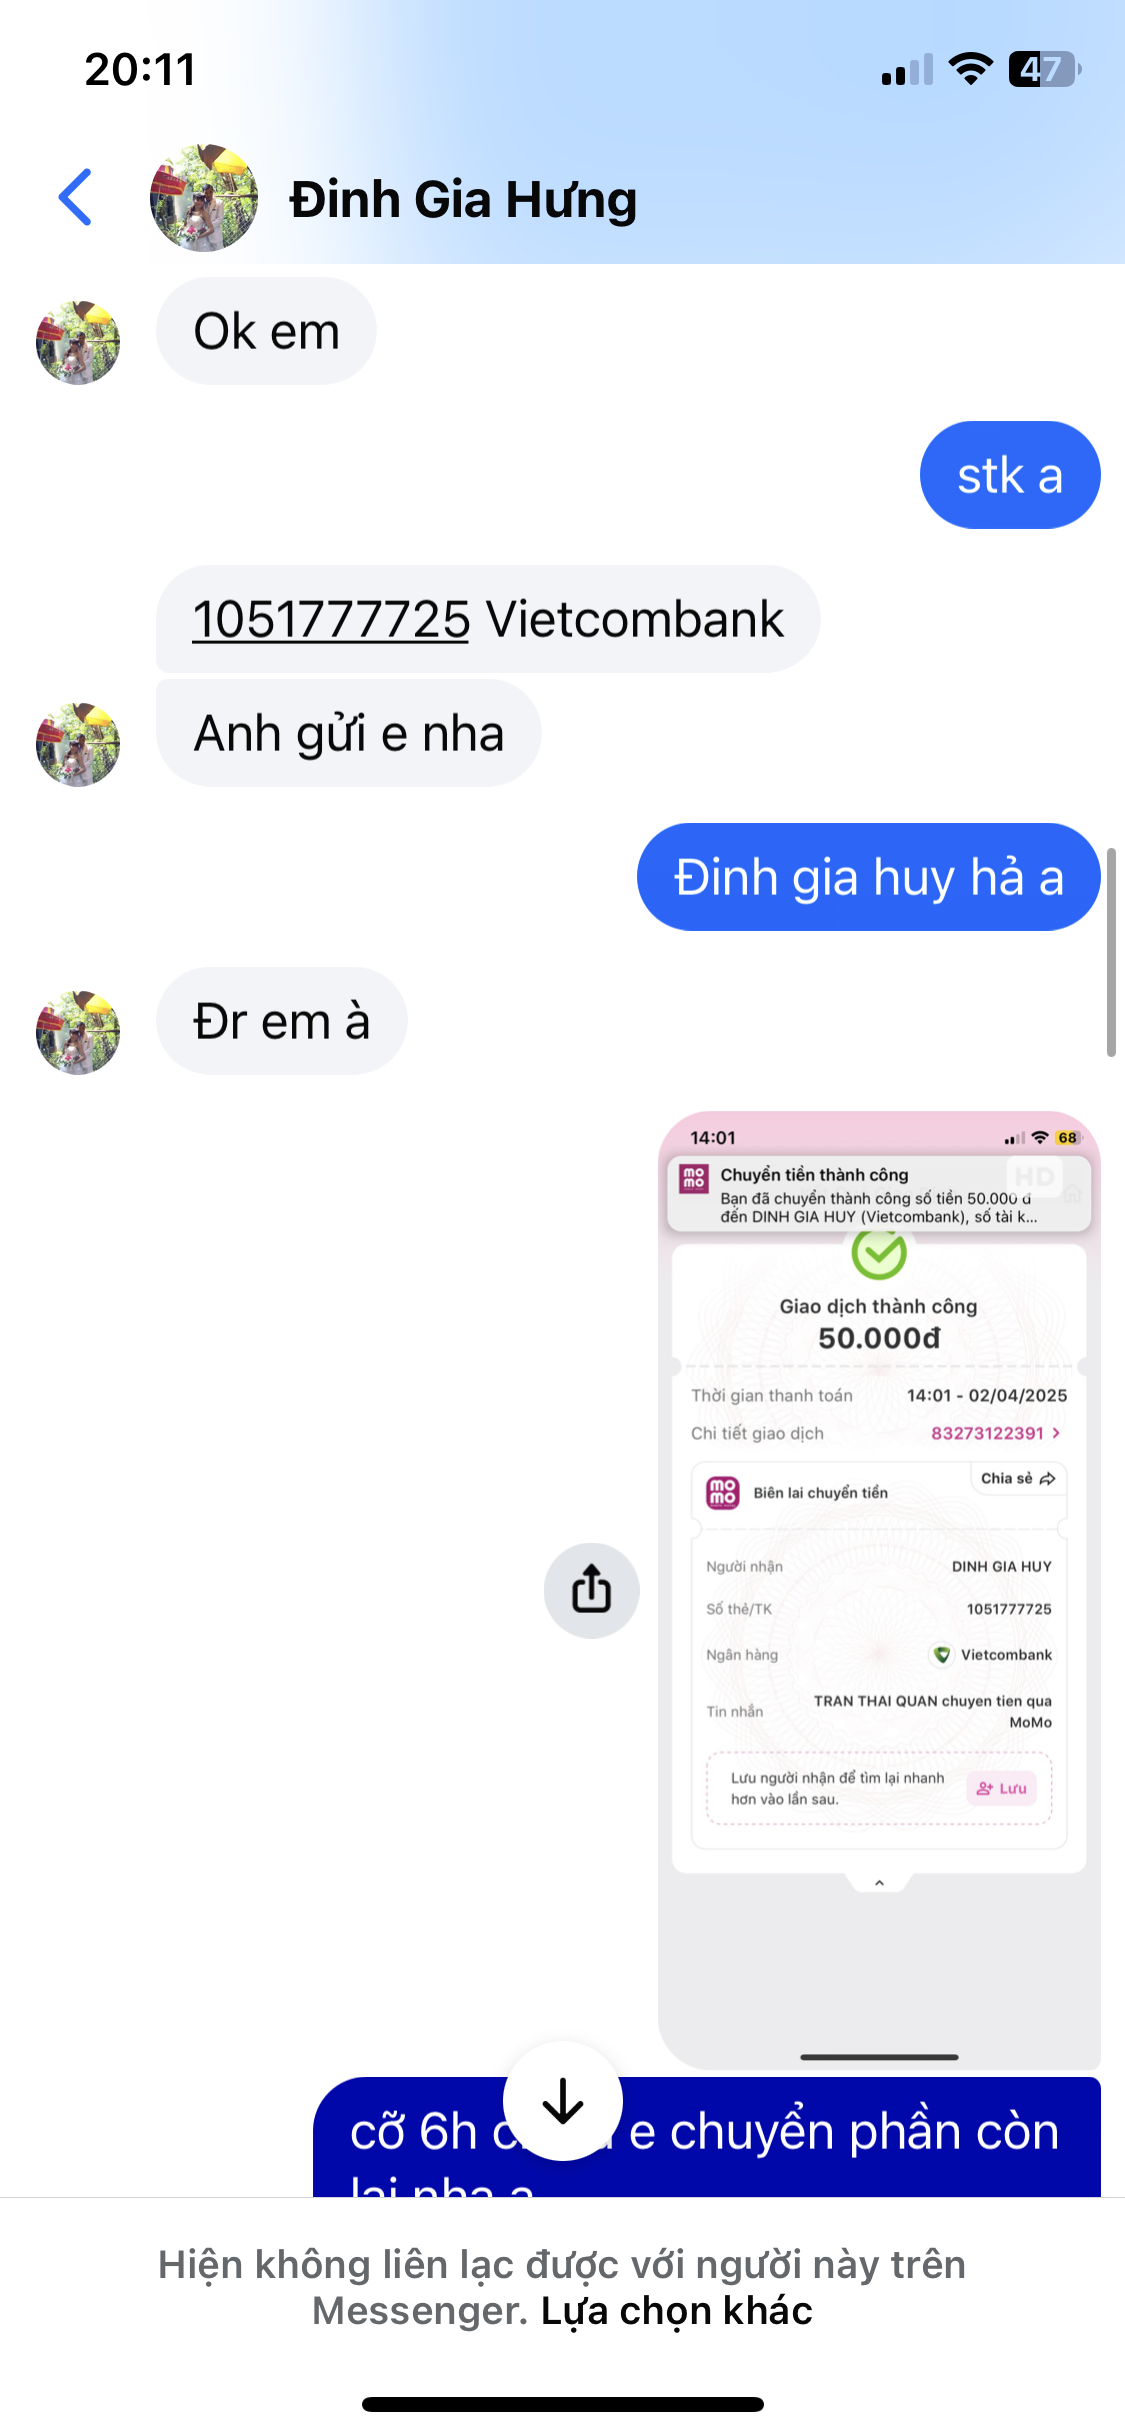 20:11
47
Đinh Gia Hưng
Ok em
stk a
1051777725 Vietcombank
Anh gửi e nha
Đinh gia huy hả a
Đr em à
14:01
68
Chuyển tiền thành công
HD
Bạn đã chuyển thành công số tiền 50.000 đ
đến DINH GIA HUY (Vietcombank), số tài k...
Giao dịch thành công
50.000đ
Thời gian thanh toán 14:01 - 02/04/2025
Chi tiết giao dịch 83273122391
Chia sẻ
Biên lai chuyển tiền
Người nhận DINH GIA HUY
Số thẻ/TK 1051777725
Ngân hàng Vietcombank
Tin nhắn TRAN THAI QUAN chuyen tien qua
MoMo
Lưu người nhận để tìm lại nhanh
hơn vào lần sau.
Lưu
cỡ 6h e chuyển phần còn
lại nha a
Hiện không liên lạc được với người này trên
Messenger. Lựa chọn khác